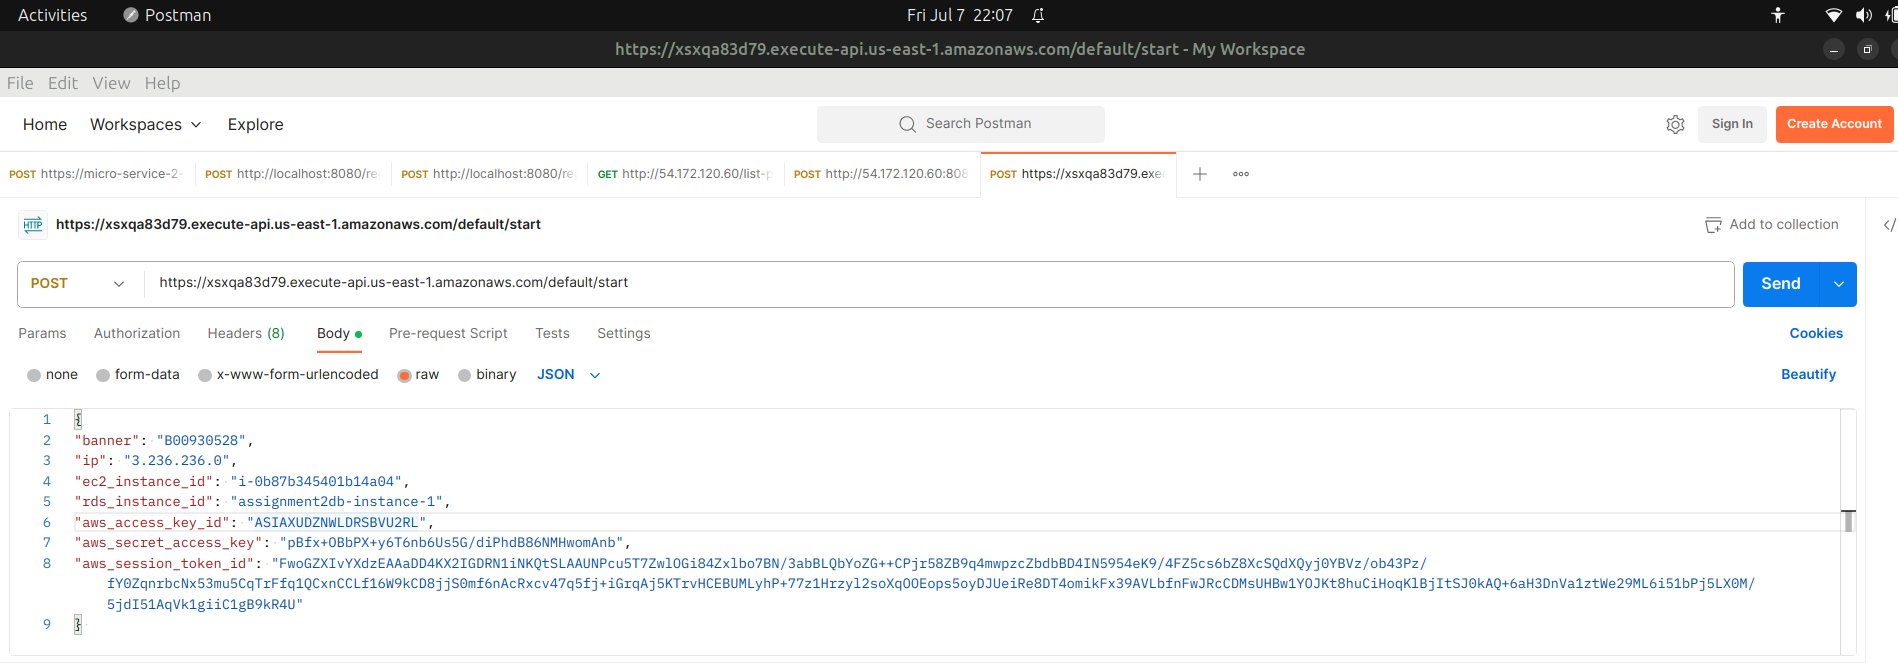 Activities Postman Fri Jul 7 22:07
https://xsxqa83d79.execute-api.us-east-1.amazonaws.com/default/start - My Workspace
File Edit View Help
Home Workspaces Explore Search Postman Sign In Create Account
POST https://micro-service-2- POST http://localhost:8080/re POST http://localhost:8080/re GET http://54.172.120.60/list-p POST http://54.172.120.60:808 POST https://xsxqa83d79.exe
HTTP https://xsxqa83d79.execute-api.us-east-1.amazonaws.com/default/start Add to collection
POST https://xsxqa83d79.execute-api.us-east-1.amazonaws.com/default/start Send
Params Authorization Headers (8) Body Pre-request Script Tests Settings Cookies
none form-data x-www-form-urlencoded raw binary JSON Beautify
1 {
2 "banner": "B00930528",
3 "ip": "3.236.236.0",
4 "ec2_instance_id": "i-0b87b345401b14a04",
5 "rds_instance_id": "assignment2db-instance-1",
6 "aws_access_key_id": "ASIAXUDZNWLDRSBVU2RL",
7 "aws_secret_access_key": "pBfx+OBbPX+y6T6nb6Us5G/diPhdB86NMHwomAnb",
8 "aws_session_token_id": "FwoGZXIvYXdzEAAaDD4KX2IGDRN1iNKQtSLAAUNPcu5T7ZwlOGi84Zxlbo7BN/3abBLQbYoZG++CPjr58ZB9q4mwpzcZbdbBD4IN5954eK9/4FZ5cs6bZ8XcSQdXQyj0YBVz/ob43Pz/
fY0ZqnrbcNx53mu5CqTrFfq1QCxnCCLf16W9kCD8jjS0mf6nAcRxcv47q5fj+iGrqAj5KTrvHCEBUMLyhP+77z1Hrzyl2soXqOOEops5oyDJUeiRe8DT4omikFx39AVLbfnFwJRcCDMsUHBw1YOJKt8huCiHoqKlBjItSJ0kAQ+6aH3DnVa1ztWe29ML6i51bPj5LX0M/
5jdI51AqVk1giiC1gB9kR4U"
9 }